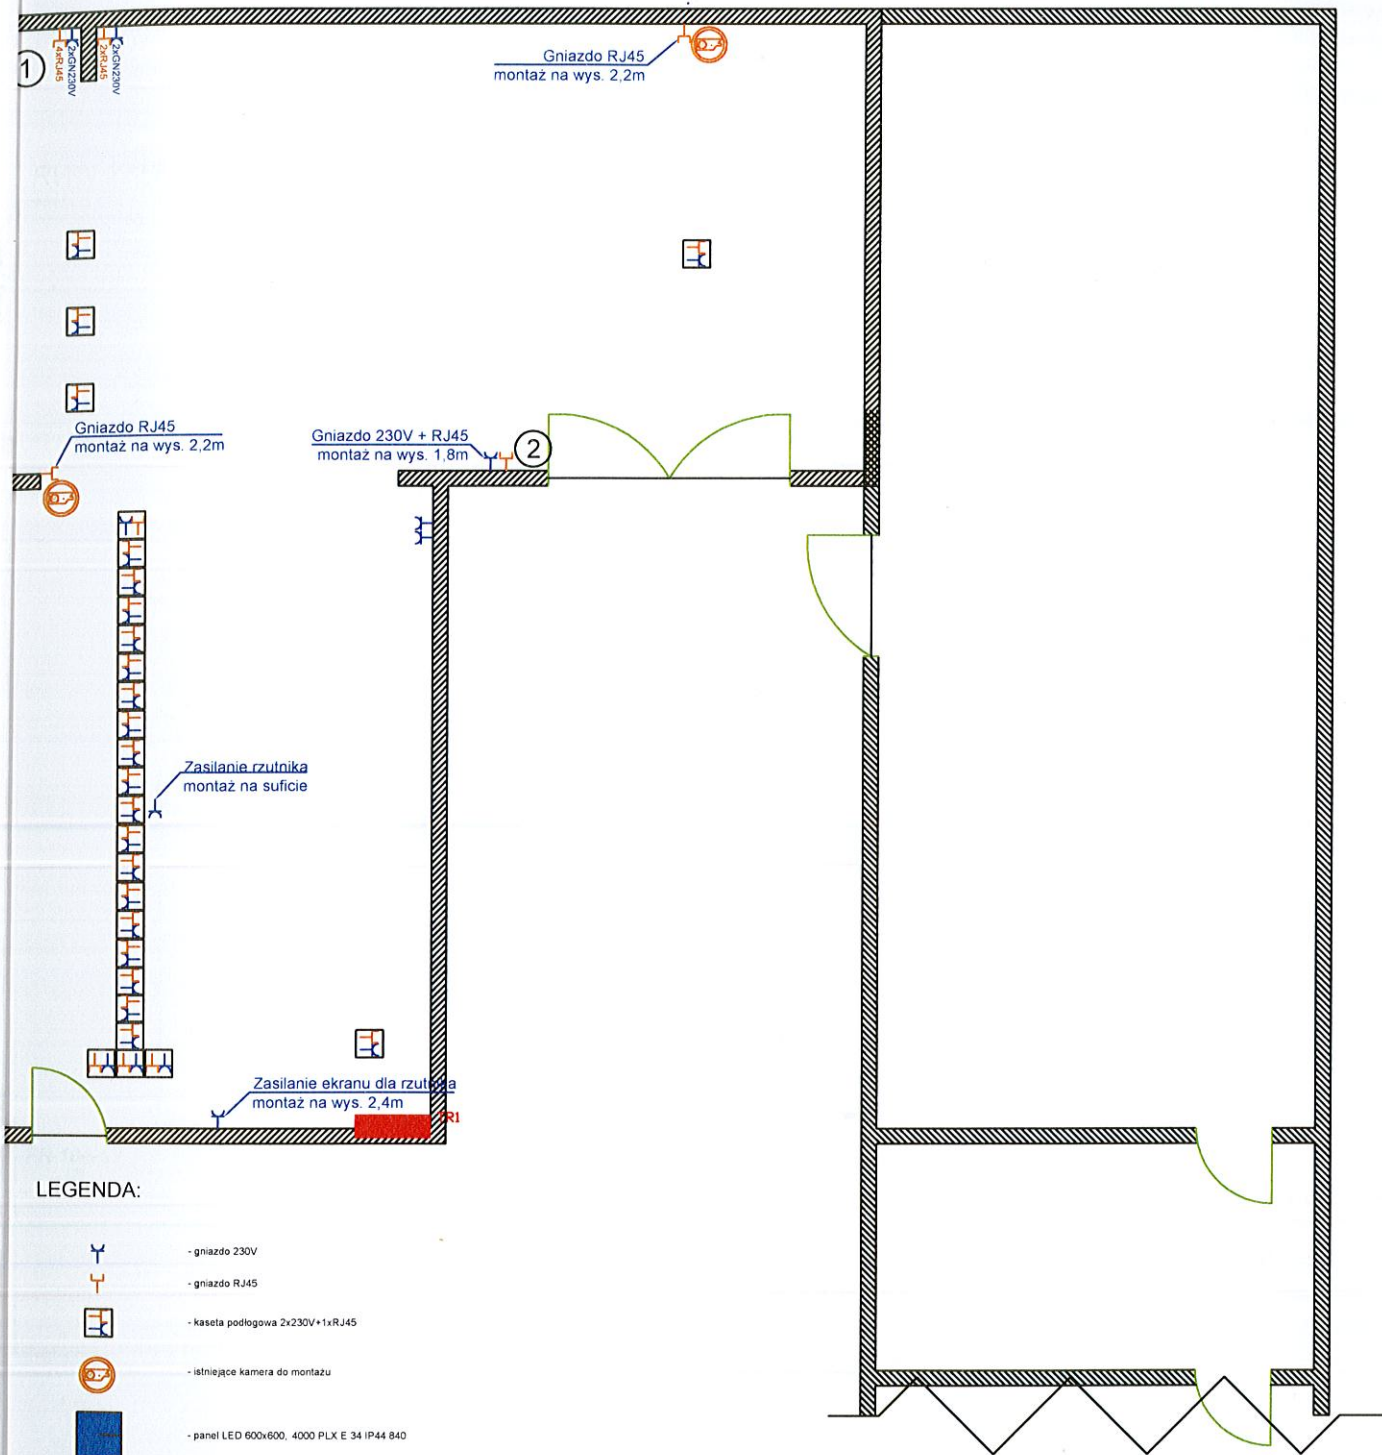 4xRJ45
2xGN230V
2xRJ45
2xGN230V
1
Gniazdo RJ45
montaż na wys. 2,2m
Gniazdo RJ45
montaż na wys. 2,2m
Gniazdo 230V + RJ45
montaż na wys. 1,8m
2
Zasilanie rzutnika
montaż na suficie
Zasilanie ekranu dla rzutnika
montaż na wys. 2,4m
LEGENDA:
- gniazdo 230V
- gniazdo RJ45
- kaseta podłogowa 2x230V+1xRJ45
- istniejące kamera do montażu
- panel LED 600x600, 4000 PLX E 34 IP44 840